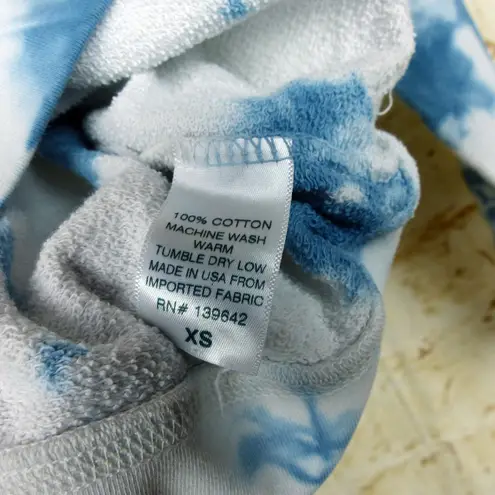 100% COTTON
MACHINE WASH
WARM
TUMBLE DRY LOW
MADE IN USA FROM
IMPORTED FABRIC
RN# 139642
XS